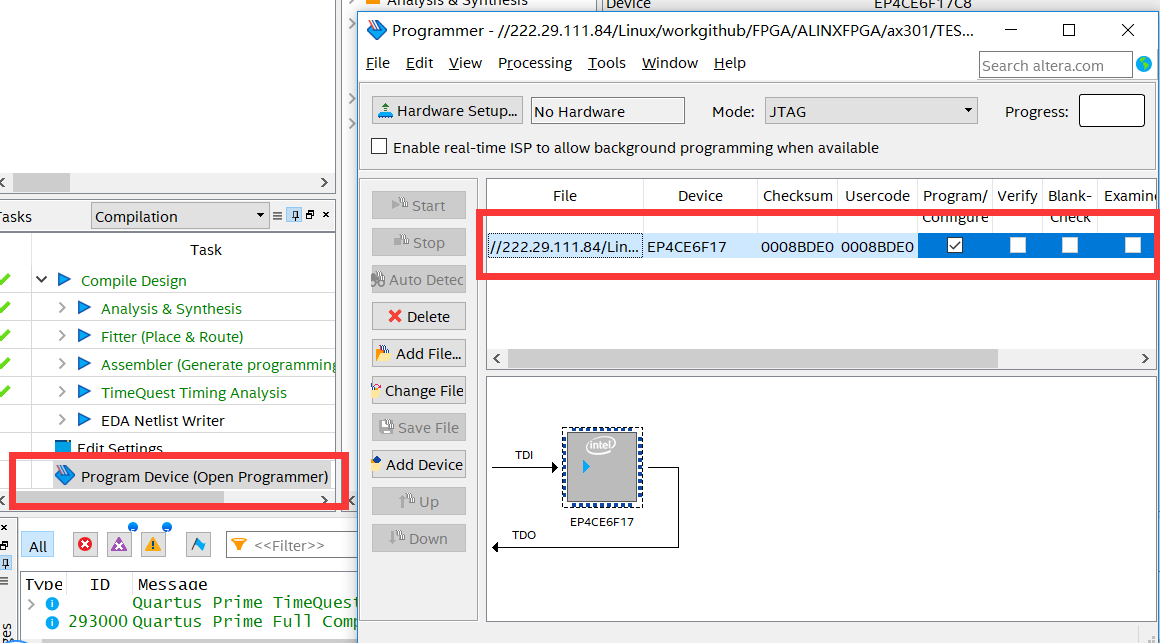 Analysis & Synthesis
Device
EP4CE6F17C8
Programmer - //222.29.111.84/Linux/workgithub/FPGA/ALINXFPGA/ax301/TES...
File Edit View Processing Tools Window Help
Search altera.com
Hardware Setup...
No Hardware
Mode:
JTAG
Progress:
Enable real-time ISP to allow background programming when available
Start
Stop
Auto Detec
Delete
Add File...
Change File
Save File
Add Device
Up
Down
File Device Checksum Usercode Program/ Verify Blank- Examine
Configure Check
//222.29.111.84/Lin... EP4CE6F17 0008BDE0 0008BDE0
TDI
intel
EP4CE6F17
TDO
Tasks
Compilation
Task
Compile Design
Analysis & Synthesis
Fitter (Place & Route)
Assembler (Generate programming
TimeQuest Timing Analysis
EDA Netlist Writer
Edit Settings
Program Device (Open Programmer)
All
<<Filter>>
Type ID Message
Quartus Prime TimeQuest
293000 Quartus Prime Full Comp